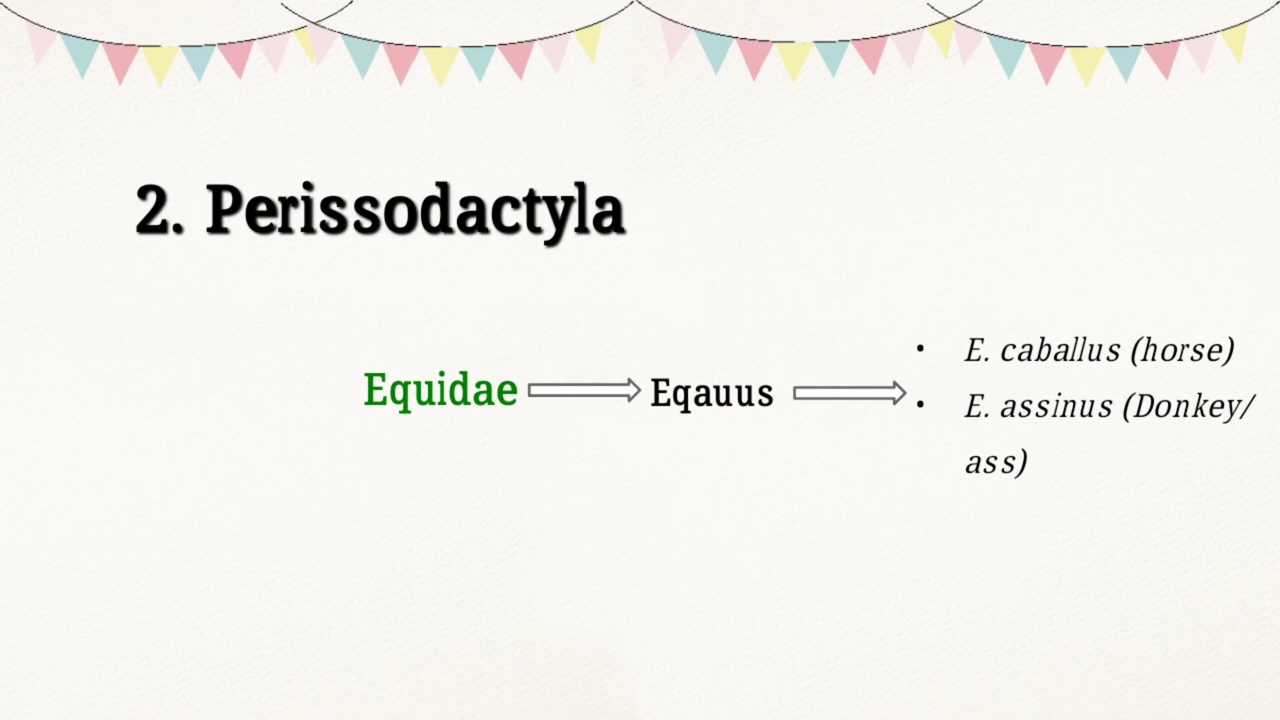 2. Perissodactyla
Equidae
Eqauus
• E. caballus (horse)
• E. assinus (Donkey/
ass)